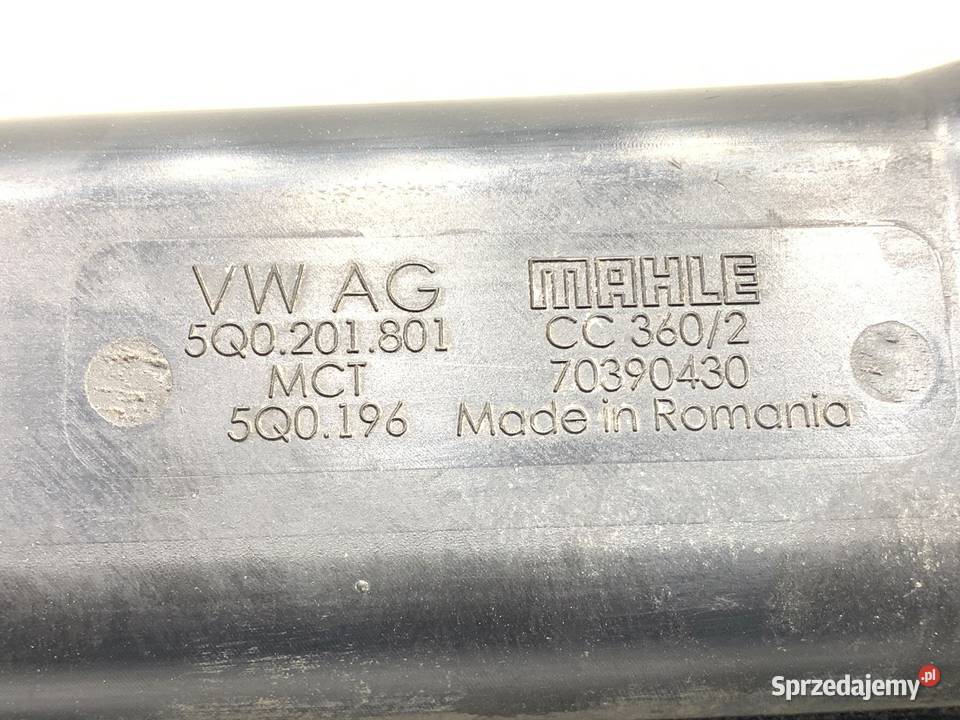 VW AG
5Q0.201.801
MCT
5Q0.196
MAHLE
CC 360/2
70390430
Made in Romania
Sprzedajemy.pl